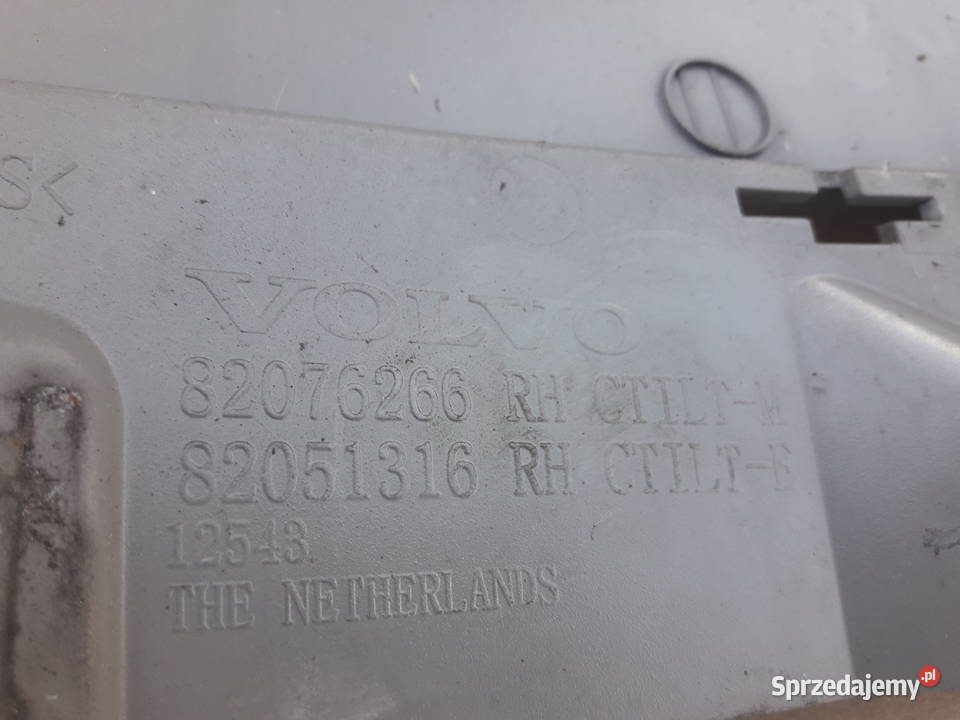 S<
VOLVO
82076266 RH CTILT-M
82051316 RH CTILT-E
12543
THE NETHERLANDS
Sprzedajemy.pl